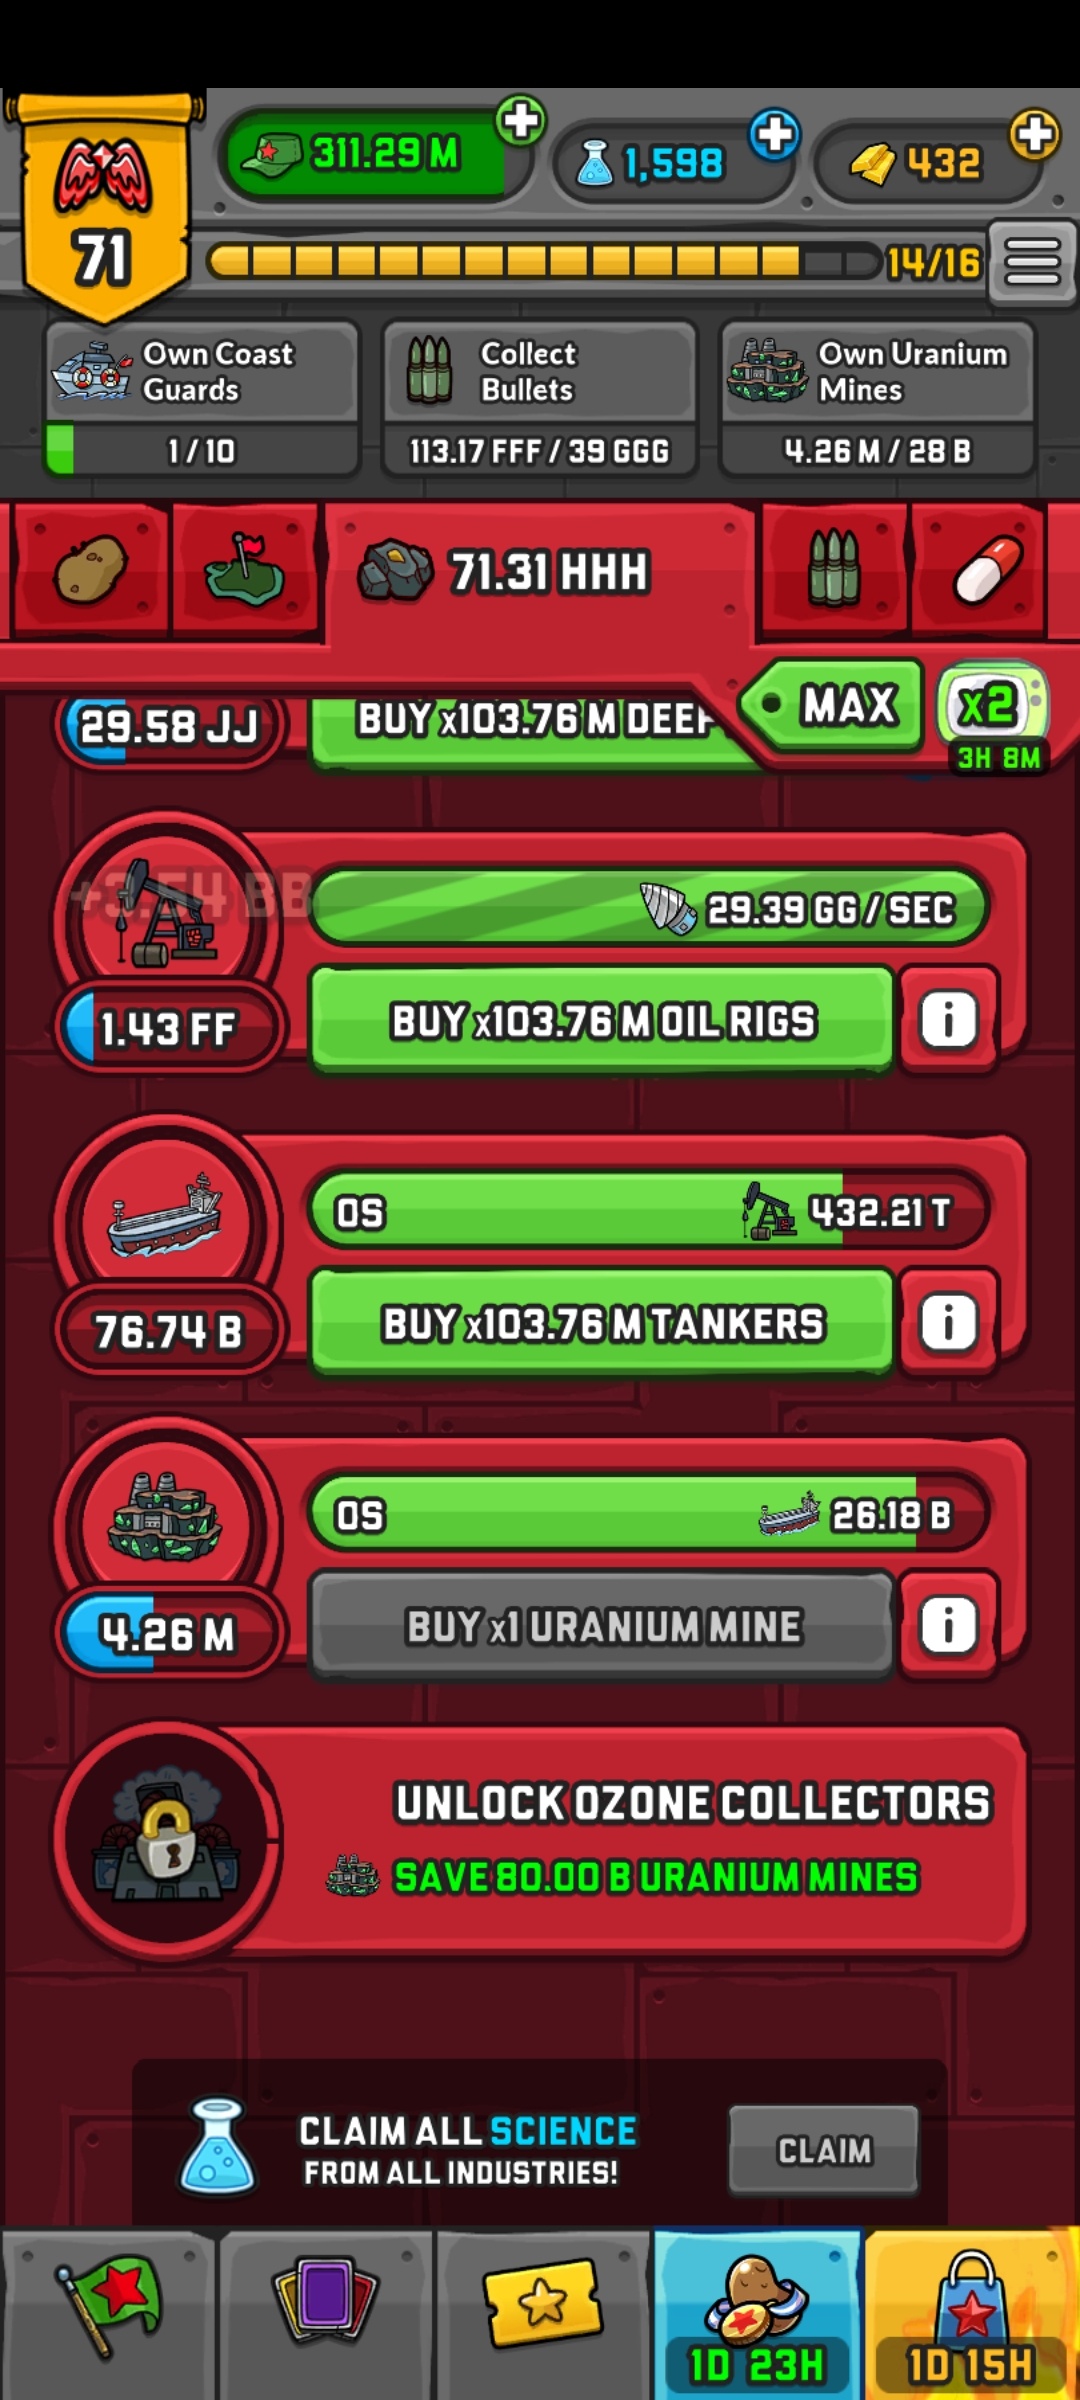 311.29 M
1,598
432
71
14/16
Own Coast
Guards
1 / 10
Collect
Bullets
113.17 FFF / 39 GGG
Own Uranium
Mines
4.26 M / 28 B
71.31 HHH
MAX
x2
3H 8M
29.58 JJ
BUY x103.76 M DEEP
+3.54 BB
29.39 GG / SEC
1.43 FF
BUY x103.76 M OIL RIGS
i
0S
432.21 T
76.74 B
BUY x103.76 M TANKERS
i
0S
26.18 B
4.26 M
BUY x1 URANIUM MINE
i
UNLOCK OZONE COLLECTORS
SAVE 80.00 B URANIUM MINES
CLAIM ALL SCIENCE
FROM ALL INDUSTRIES!
CLAIM
1D 23H
1D 15H